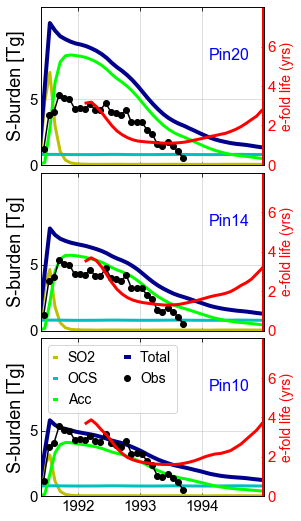 S-burden [Tg]
5
0
Pin20
6
4
2
0
e-fold life (yrs)
S-burden [Tg]
5
0
Pin14
6
4
2
0
e-fold life (yrs)
S-burden [Tg]
5
0
SO2
OCS
Acc
Total
Obs
Pin10
6
4
2
0
e-fold life (yrs)
1992 1993 1994